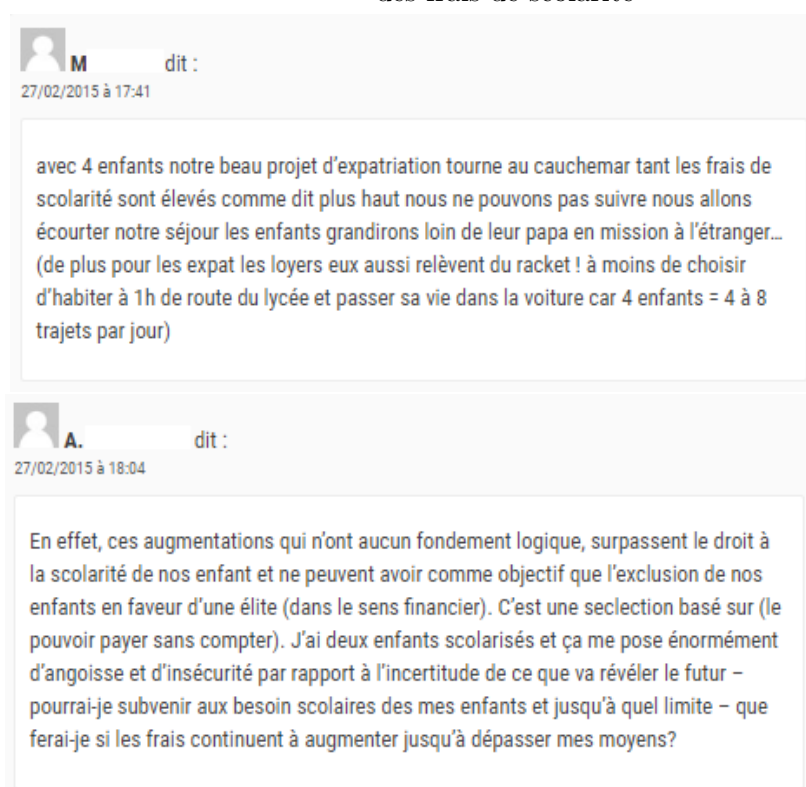 des frais de scolarité
M dit :
27/02/2015 à 17:41
avec 4 enfants notre beau projet d'expatriation tourne au cauchemar tant les frais de
scolarité sont élevés comme dit plus haut nous ne pouvons pas suivre nous allons
écourter notre séjour les enfants grandirons loin de leur papa en mission à l'étranger...
(de plus pour les expat les loyers eux aussi relèvent du racket ! à moins de choisir
d'habiter à 1h de route du lycée et passer sa vie dans la voiture car 4 enfants = 4 à 8
trajets par jour)
A. dit :
27/02/2015 à 18:04
En effet, ces augmentations qui n'ont aucun fondement logique, surpassent le droit à
la scolarité de nos enfant et ne peuvent avoir comme objectif que l'exclusion de nos
enfants en faveur d'une élite (dans le sens financier). C'est une seclection basé sur (le
pouvoir payer sans compter). J'ai deux enfants scolarisés et ça me pose énormément
d'angoisse et d'insécurité par rapport à l'incertitude de ce que va révéler le futur –
pourrai-je subvenir aux besoin scolaires des mes enfants et jusqu'à quel limite – que
ferai-je si les frais continuent à augmenter jusqu'à dépasser mes moyens?